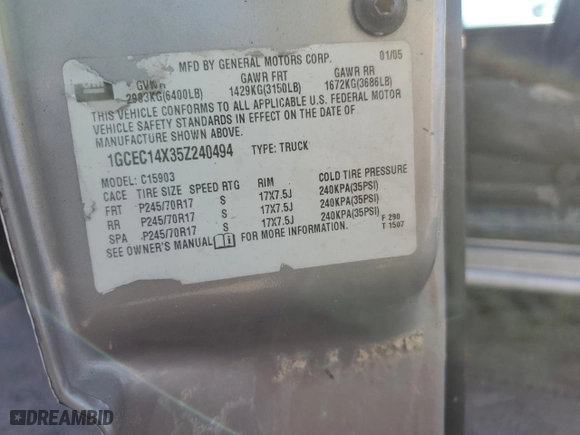 MFD BY GENERAL MOTORS CORP. 01/05
GVWR GAWR FRT GAWR RR
2903KG(6400LB) 1429KG(3150LB) 1672KG(3686LB)
THIS VEHICLE CONFORMS TO ALL APPLICABLE U.S. FEDERAL MOTOR
VEHICLE SAFETY STANDARDS IN EFFECT ON THE DATE OF
MANUFACTURE SHOWN ABOVE.
1GCEC14X35Z240494 TYPE: TRUCK
MODEL: C15903
CACE TIRE SIZE SPEED RTG RIM COLD TIRE PRESSURE
FRT P245/70R17 S 17X7.5J 240KPA(35PSI)
RR P245/70R17 S 17X7.5J 240KPA(35PSI)
SPA P245/70R17 S 17X7.5J 240KPA(35PSI)
SEE OWNER'S MANUAL FOR MORE INFORMATION.
F 290
T 1507
DREAMBID